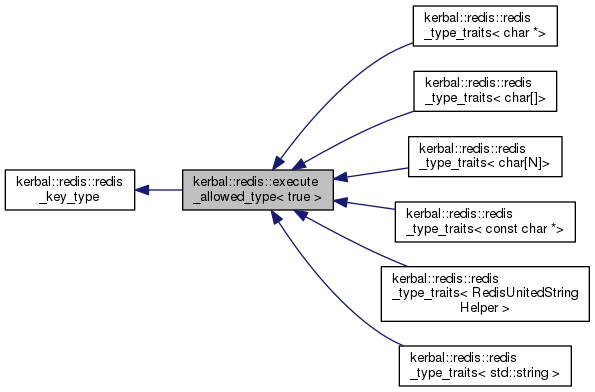 kerbal::redis::redis
_key_type
kerbal::redis::execute
_allowed_type< true >
kerbal::redis::redis
_type_traits< char *>
kerbal::redis::redis
_type_traits< char[]>
kerbal::redis::redis
_type_traits< char[N]>
kerbal::redis::redis
_type_traits< const char *>
kerbal::redis::redis
_type_traits< RedisUnitedString
Helper >
kerbal::redis::redis
_type_traits< std::string >